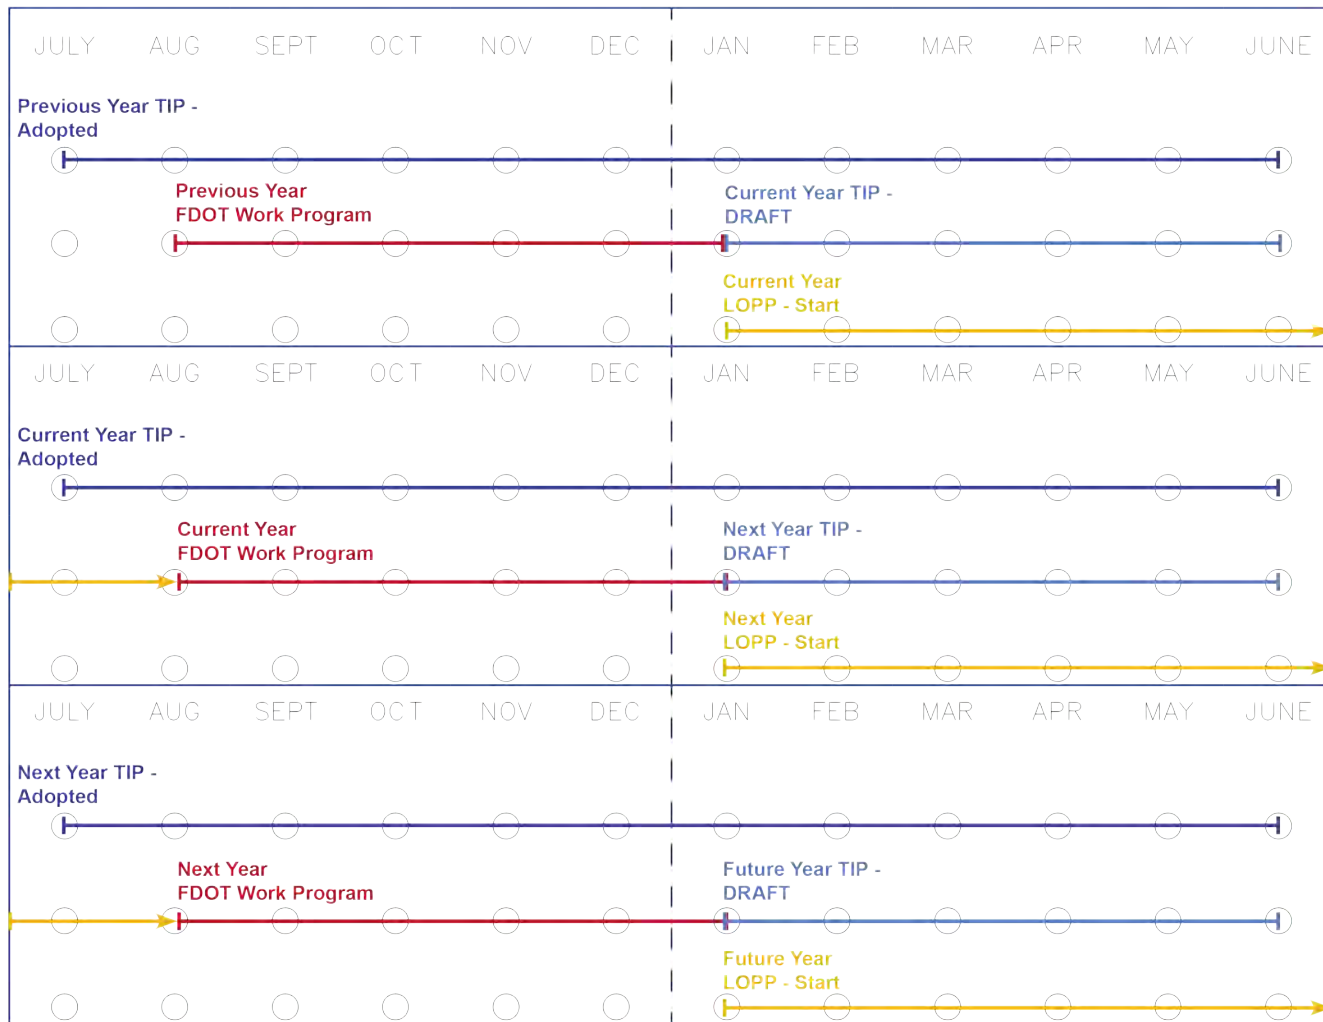 JULY AUG SEPT OCT NOV DEC JAN FEB MAR APR MAY JUNE
Previous Year TIP -
Adopted
Previous Year
FDOT Work Program
Current Year TIP -
DRAFT
Current Year
LOPP - Start
JULY AUG SEPT OCT NOV DEC JAN FEB MAR APR MAY JUNE
Current Year TIP -
Adopted
Current Year
FDOT Work Program
Next Year TIP -
DRAFT
Next Year
LOPP - Start
JULY AUG SEPT OCT NOV DEC JAN FEB MAR APR MAY JUNE
Next Year TIP -
Adopted
Next Year
FDOT Work Program
Future Year TIP -
DRAFT
Future Year
LOPP - Start